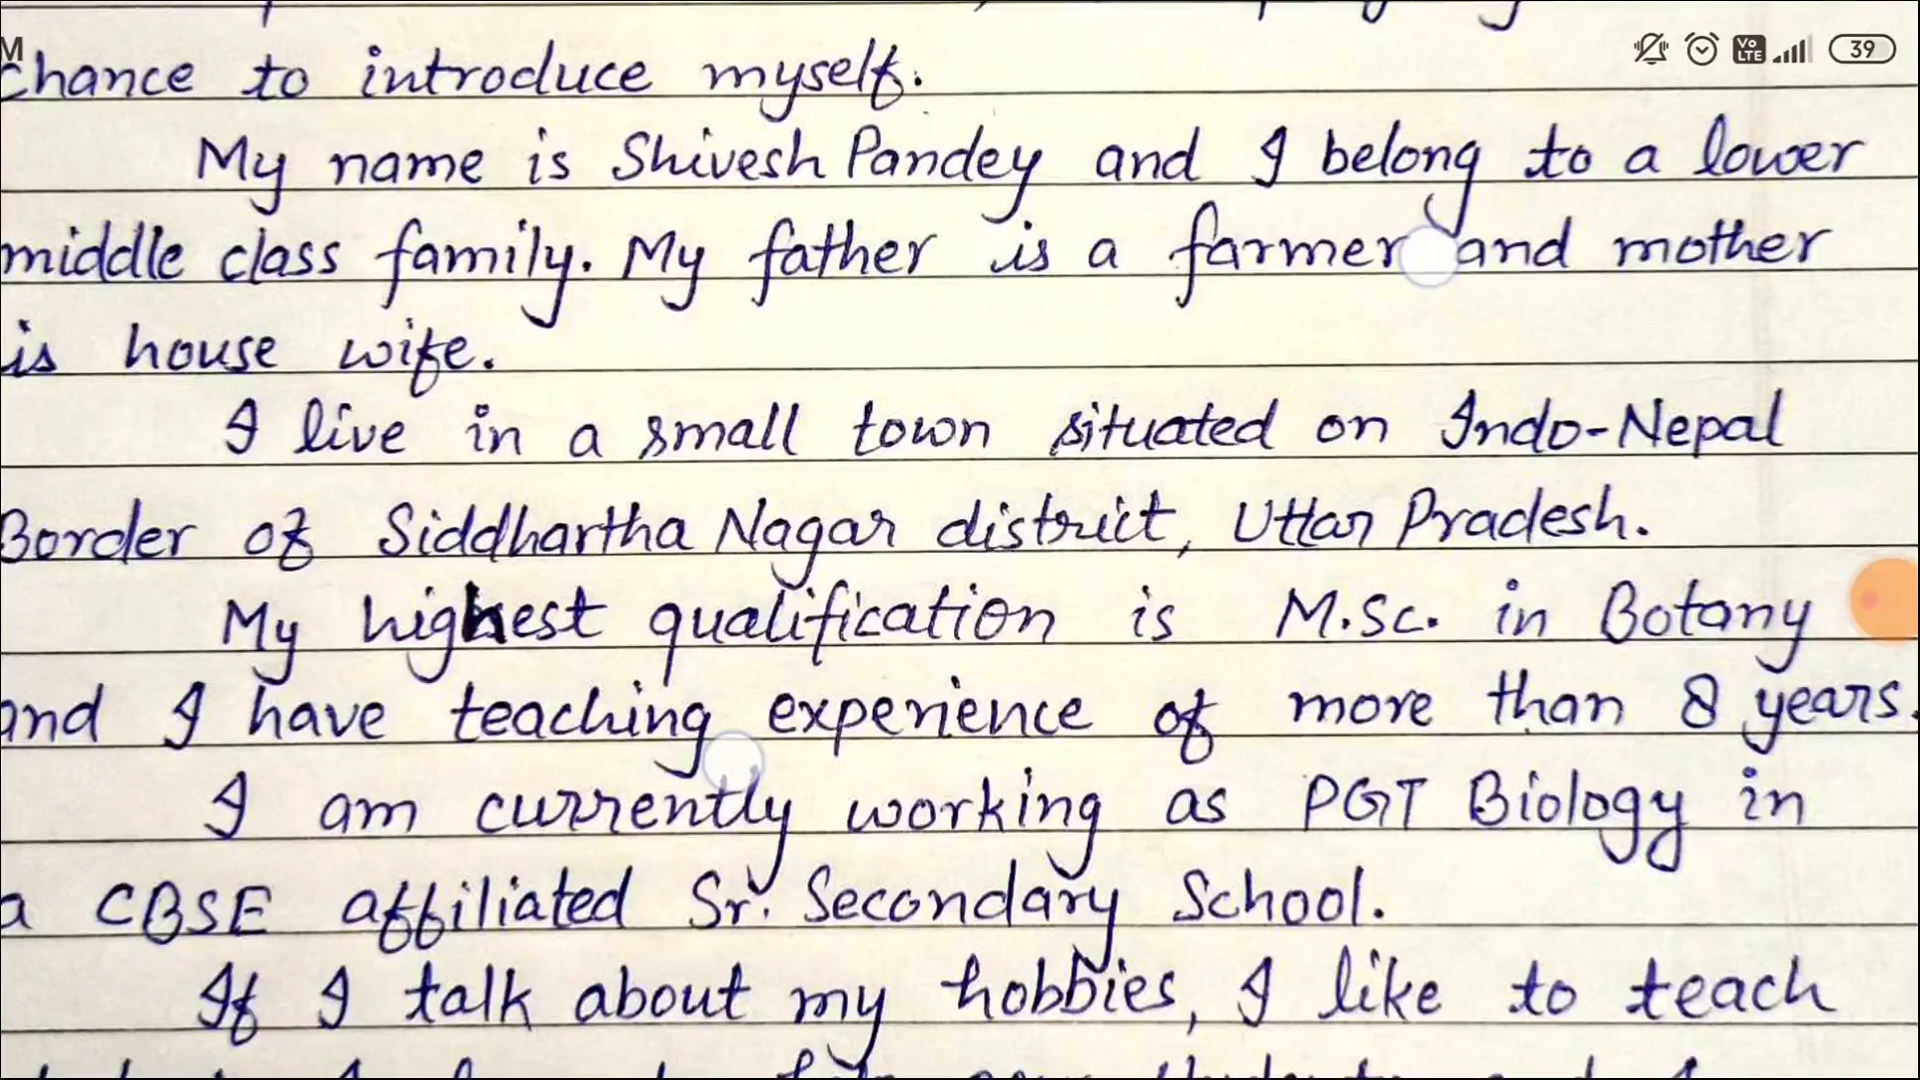 M
39
Vo LTE
chance to introduce myself.
My name is Shivesh Pandey and I belong to a lower
middle class family. My father is a farmer and mother
is house wife.
I live in a small town situated on Indo-Nepal
Border of Siddhartha Nagar district, Uttar Pradesh.
My highest qualification is M.Sc. in Botany
and I have teaching experience of more than 8 years.
I am currently working as PGT Biology in
a CBSE affiliated Sr. Secondary School.
If I talk about my hobbies, I like to teach